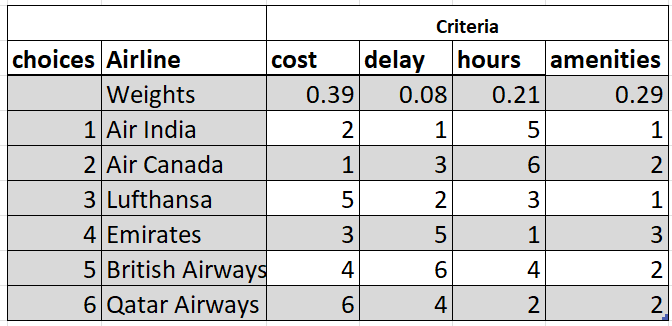 Criteria
choices Airline cost delay hours amenities
Weights 0.39 0.08 0.21 0.29
1 Air India 2 1 5 1
2 Air Canada 1 3 6 2
3 Lufthansa 5 2 3 1
4 Emirates 3 5 1 3
5 British Airways 4 6 4 2
6 Qatar Airways 6 4 2 2